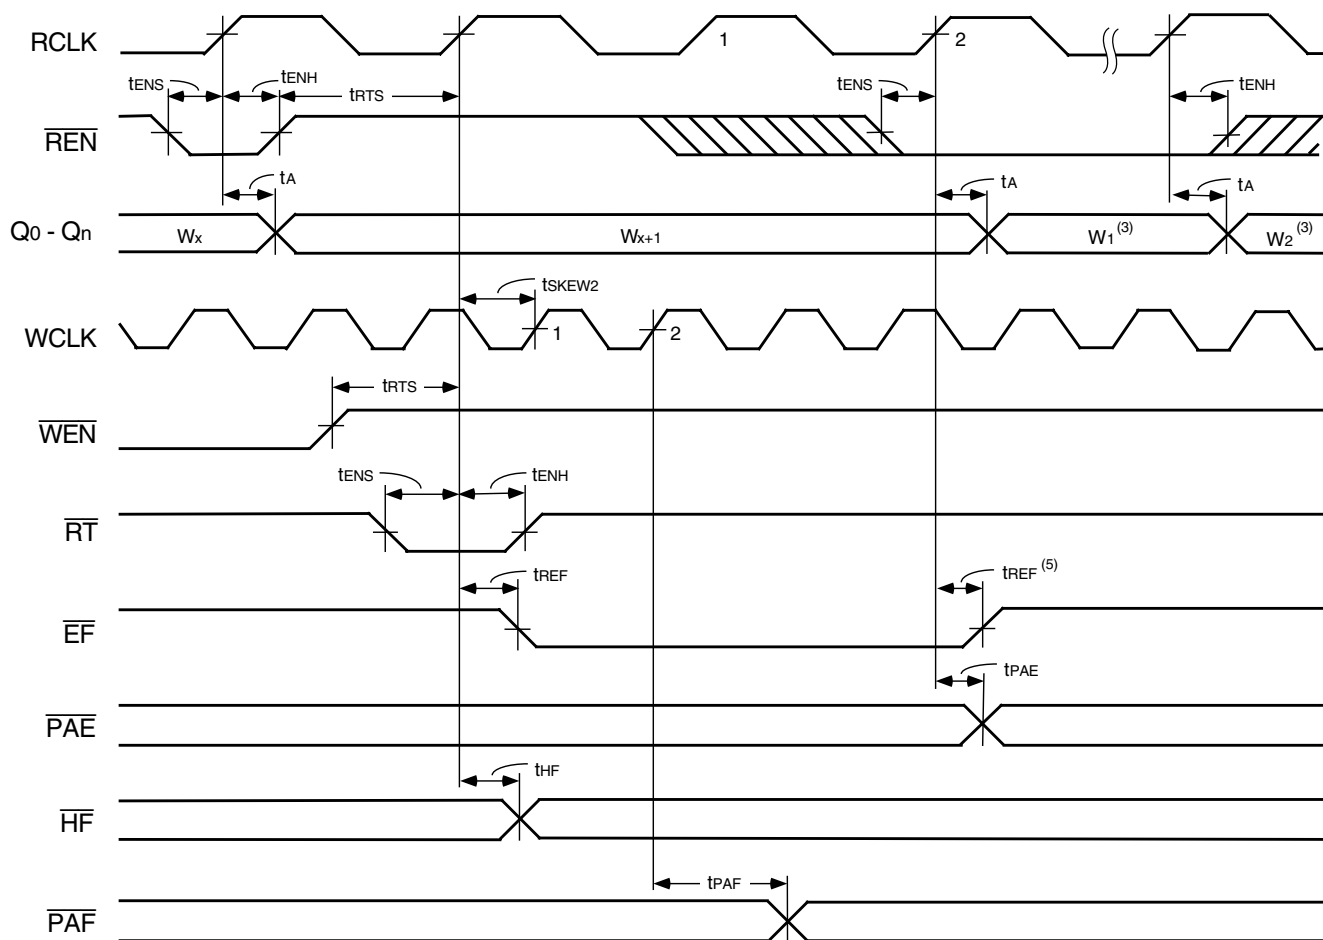 RCLK 1 2
tENS tENH tRTS tENS tENH
REN
tA tA tA
Q0 - Qn Wx Wx+1 W1(3) W2(3)
tSKEW2
WCLK 1 2
tRTS
WEN
tENS tENH
RT
tREF tREF (5)
EF
tPAE
PAE
tHF
HF
tPAF
PAF